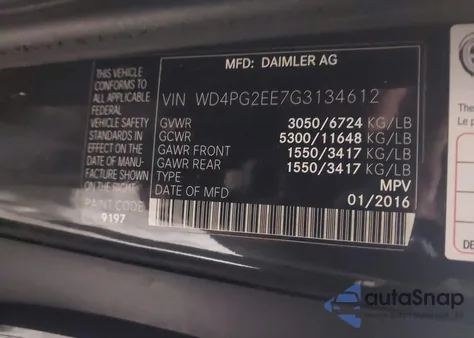 MFD: DAIMLER AG
THIS VEHICLE
CONFORMS TO
ALL APPLICABLE
FEDERAL
VEHICLE SAFETY
STANDARDS IN
EFFECT ON THE
DATE OF MANU-
FACTURE SHOWN
ON THE RIGHT
PAINT CODE
9197
VIN WD4PG2EE7G3134612
GVWR 3050/6724 KG/LB
GCWR 5300/11648 KG/LB
GAWR FRONT 1550/3417 KG/LB
GAWR REAR 1550/3417 KG/LB
TYPE MPV
DATE OF MFD 01/2016
Le p
autoSnap